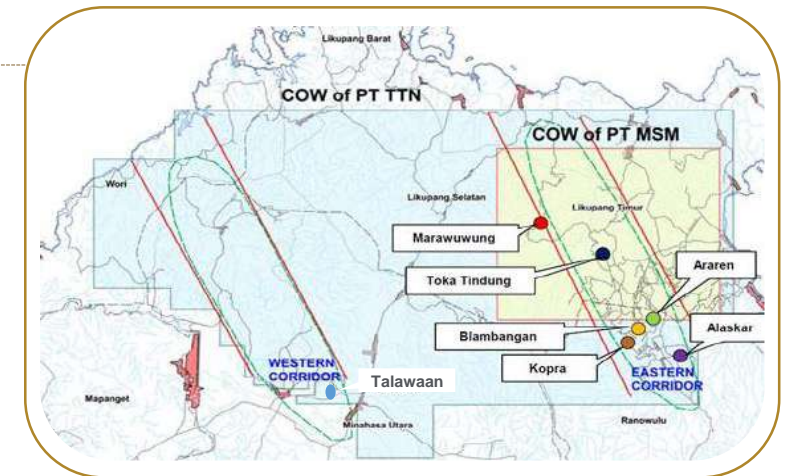 Likupang Barat
COW of PT TTN
COW of PT MSM
Wori
Likupang Selatan
Likupang Timur
Marawuwung
Toka Tindung
Araren
Blambangan
Alaskar
Kopra
WESTERN
CORRIDOR
Talawaan
EASTERN
CORRIDOR
Mapanget
Minahasa Utara
Ranowulu